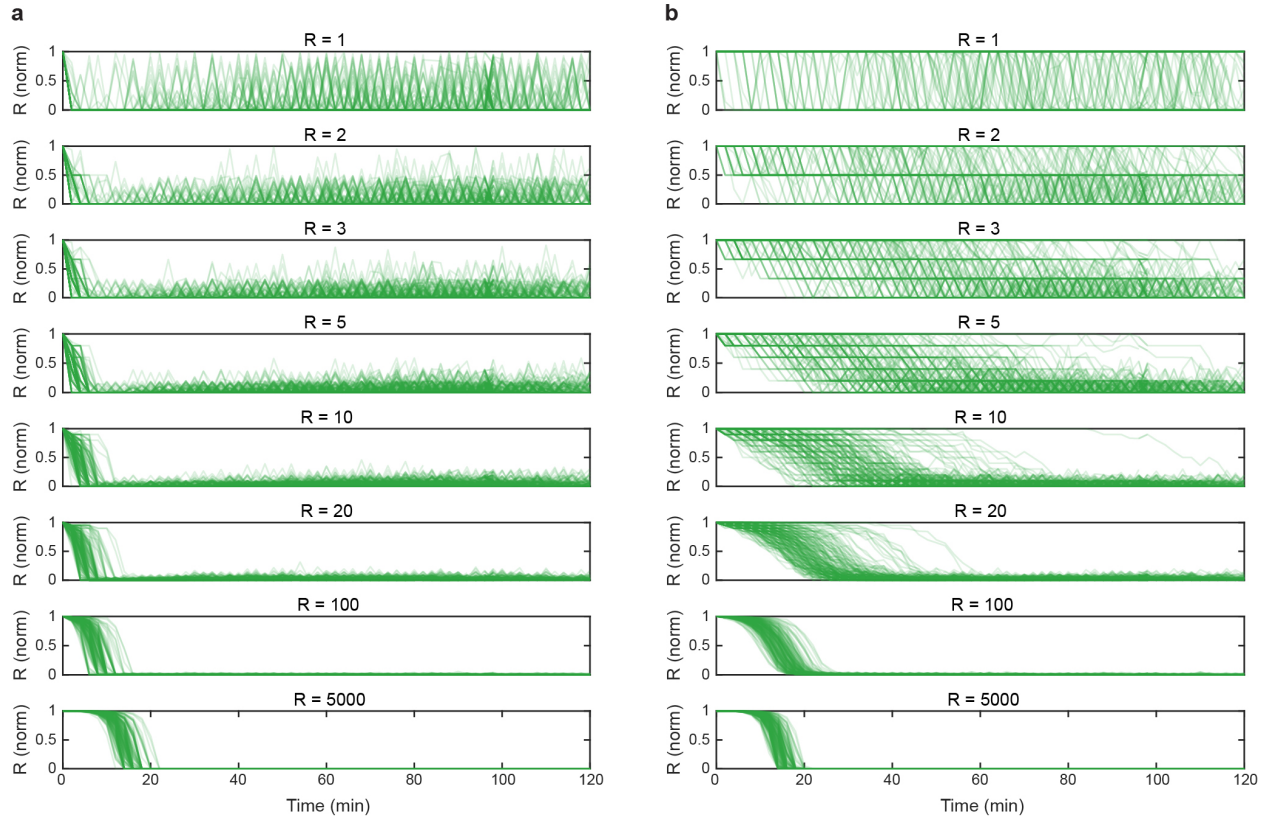 a
R = 1
R (norm)
1
0.5
0
R = 2
R (norm)
1
0.5
0
R = 3
R (norm)
1
0.5
0
R = 5
R (norm)
1
0.5
0
R = 10
R (norm)
1
0.5
0
R = 20
R (norm)
1
0.5
0
R = 100
R (norm)
1
0.5
0
R = 5000
R (norm)
1
0.5
0
0 20 40 60 80 100 120
Time (min)
b
R = 1
R (norm)
1
0.5
0
R = 2
R (norm)
1
0.5
0
R = 3
R (norm)
1
0.5
0
R = 5
R (norm)
1
0.5
0
R = 10
R (norm)
1
0.5
0
R = 20
R (norm)
1
0.5
0
R = 100
R (norm)
1
0.5
0
R = 5000
R (norm)
1
0.5
0
0 20 40 60 80 100 120
Time (min)